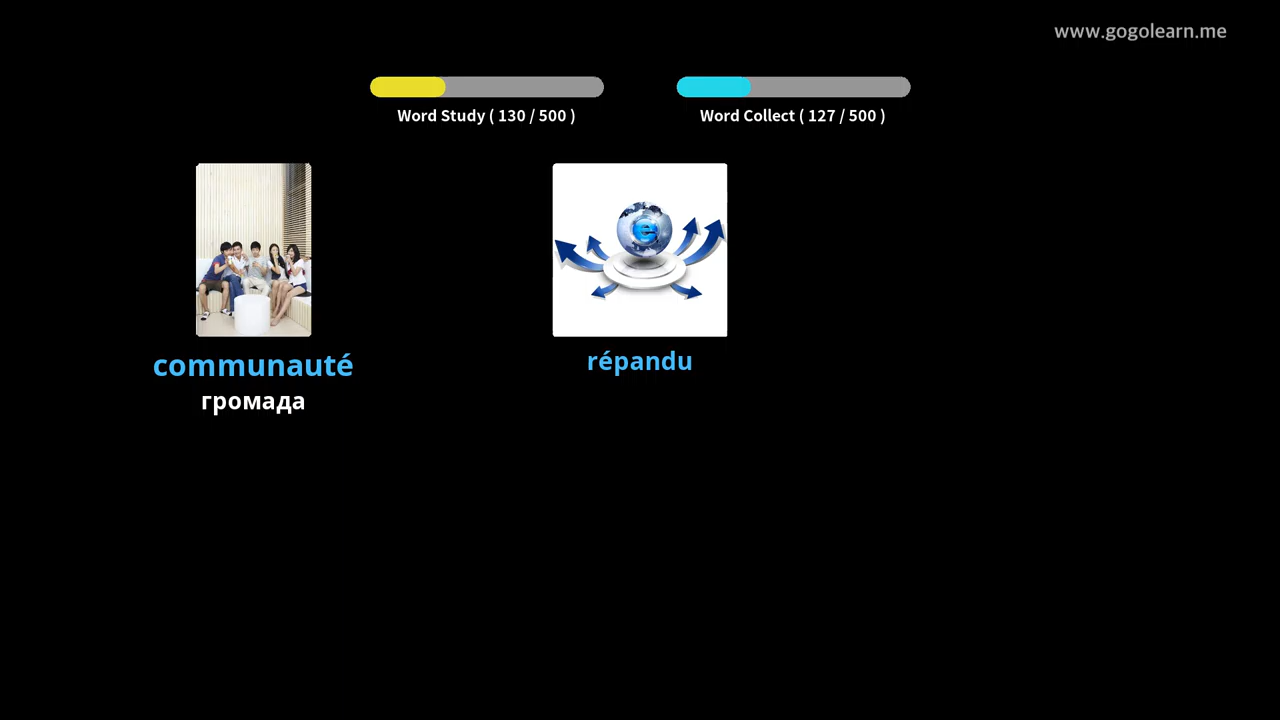 www.gogolearn.me
Word Study ( 130 / 500 )
Word Collect ( 127 / 500 )
e
communauté
громада
répandu